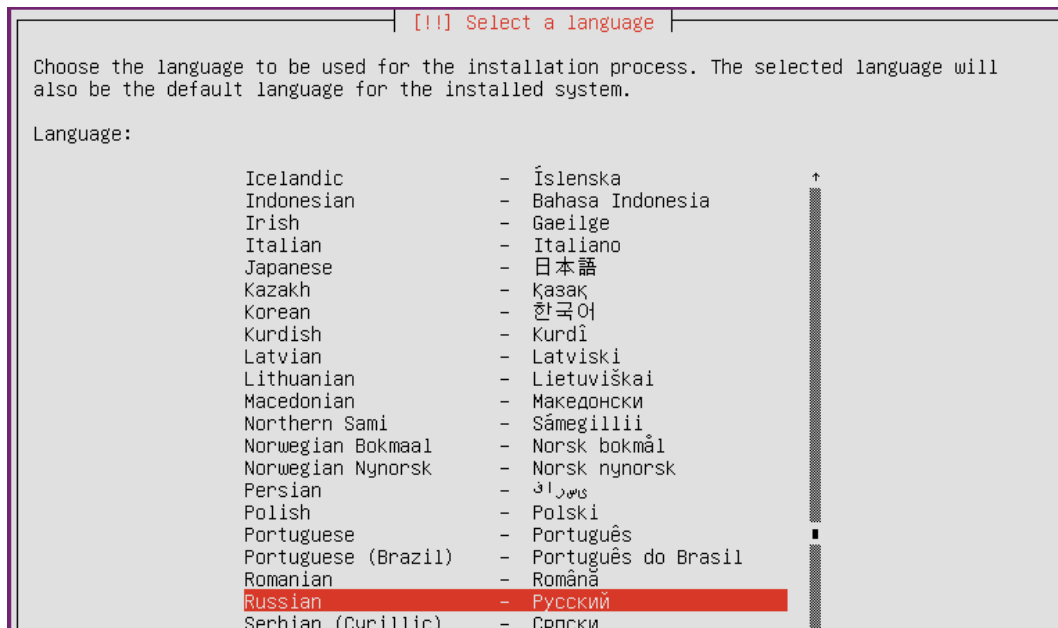 [!!] Select a language
Choose the language to be used for the installation process. The selected language will
also be the default language for the installed system.
Language:
Icelandic – Íslenska
Indonesian – Bahasa Indonesia
Irish – Gaeilge
Italian – Italiano
Japanese – 日本語
Kazakh – Қазақ
Korean – 한국어
Kurdish – Kurdî
Latvian – Latviski
Lithuanian – Lietuviškai
Macedonian – Македонски
Northern Sami – Sámegillii
Norwegian Bokmaal – Norsk bokmål
Norwegian Nynorsk – Norsk nynorsk
Persian – ﯽﺳراﻓ
Polish – Polski
Portuguese – Português
Portuguese (Brazil) – Português do Brasil
Romanian – Română
Russian – Русский
Serbian (Cyrillic) – Српски